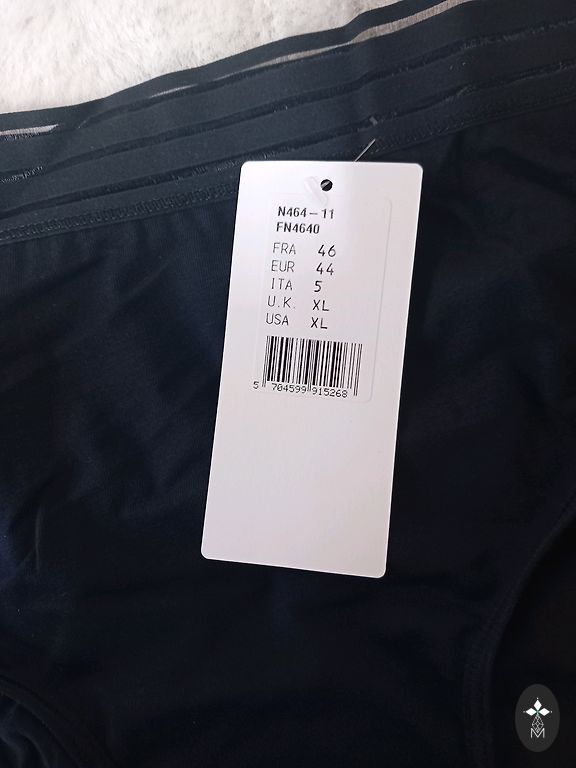 N464-11
FN4640
FRA 46
EUR 44
ITA 5
U.K. XL
USA XL
5 704599 915268
M